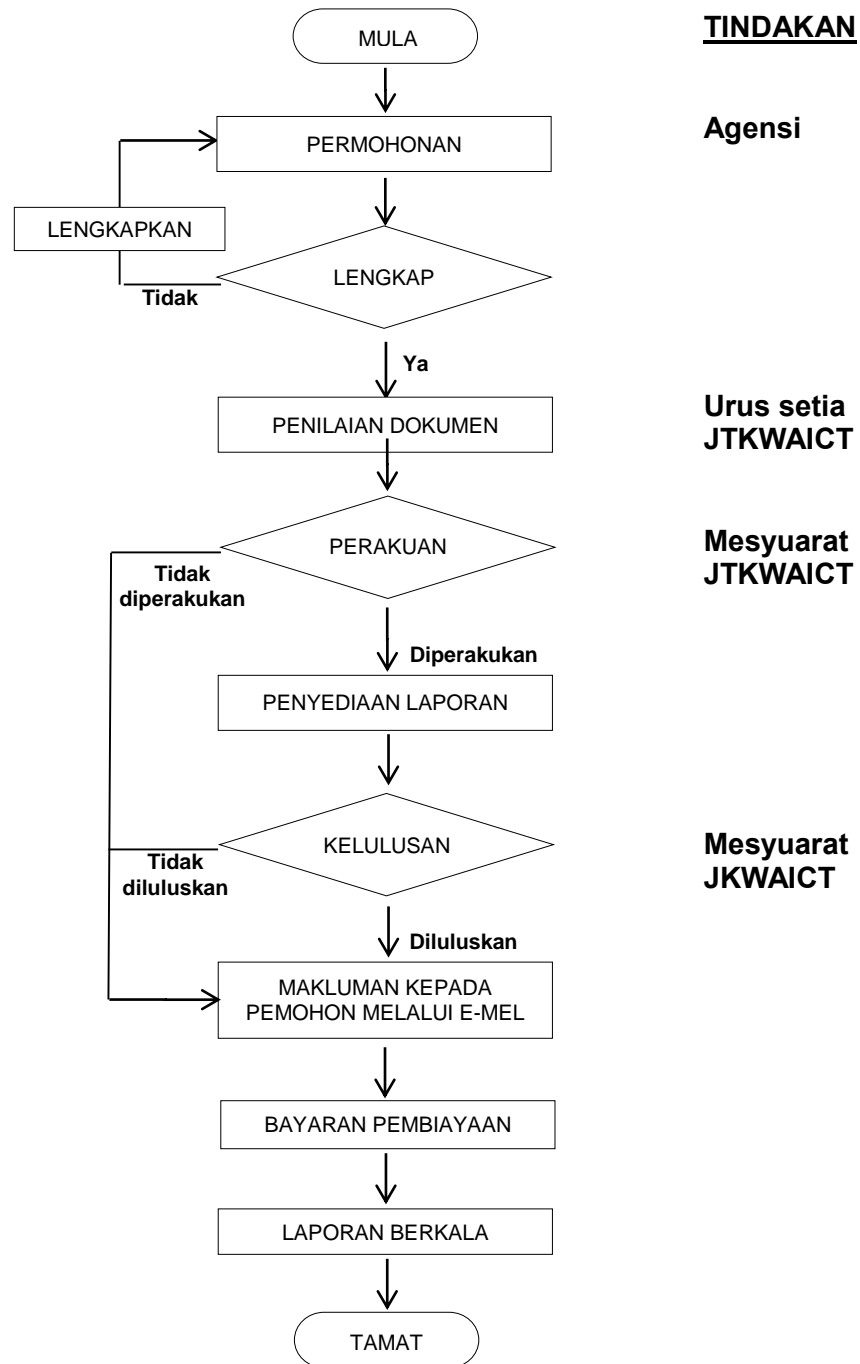 MULA
TINDAKAN
PERMOHONAN
Agensi
LENGKAPKAN
LENGKAP
Tidak
Ya
PENILAIAN DOKUMEN
Urus setia
JTKWAICT
PERAKUAN
Mesyuarat
JTKWAICT
Tidak
diperakukan
Diperakukan
PENYEDIAAN LAPORAN
KELULUSAN
Mesyuarat
JKWAICT
Tidak
diluluskan
Diluluskan
MAKLUMAN KEPADA
PEMOHON MELALUI E-MEL
BAYARAN PEMBIAYAAN
LAPORAN BERKALA
TAMAT